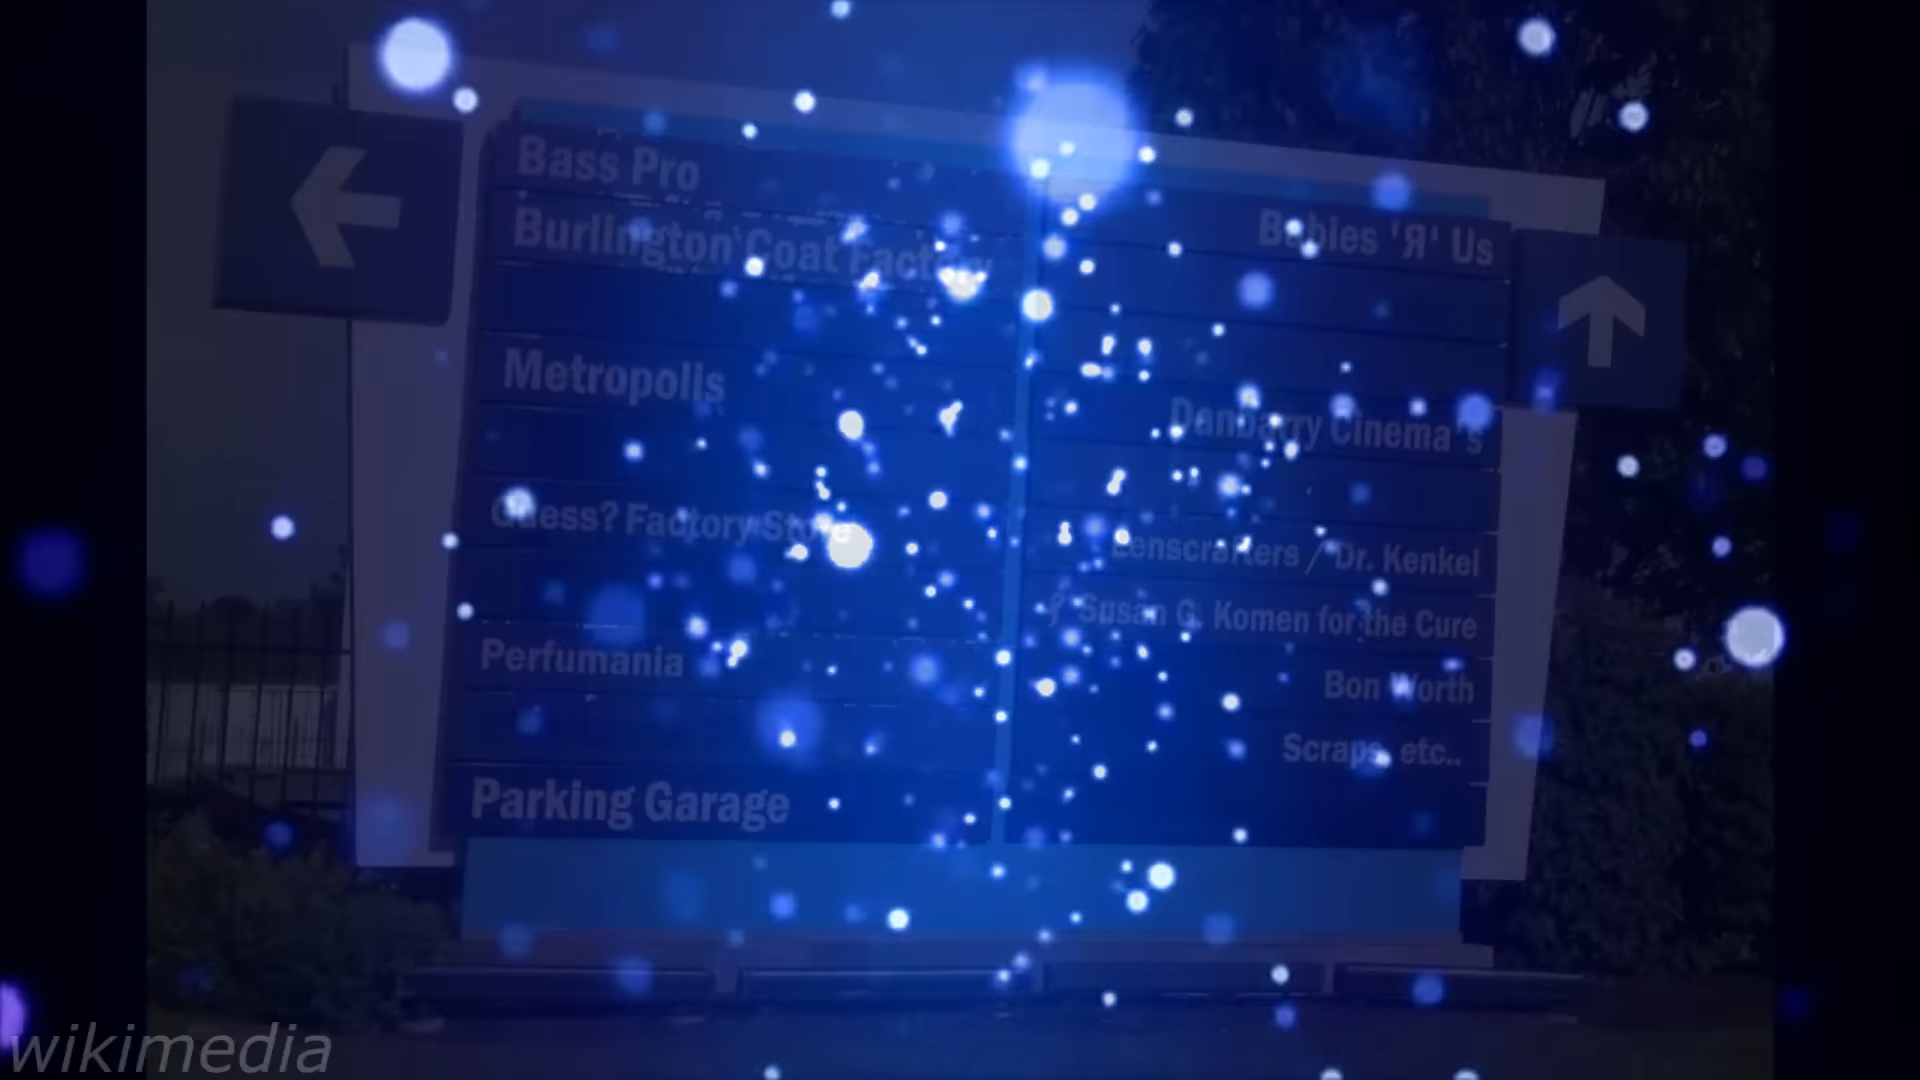 Bass Pro
Burlington Coat Factory
Metropolis
Guess? Factory Store
Perfumania
Parking Garage
Babies 'Я' Us
Danbarry Cinema's
Lenscrafters / Dr. Kenkel
Susan G. Komen for the Cure
Bon Worth
Scraps, etc..
wikimedia